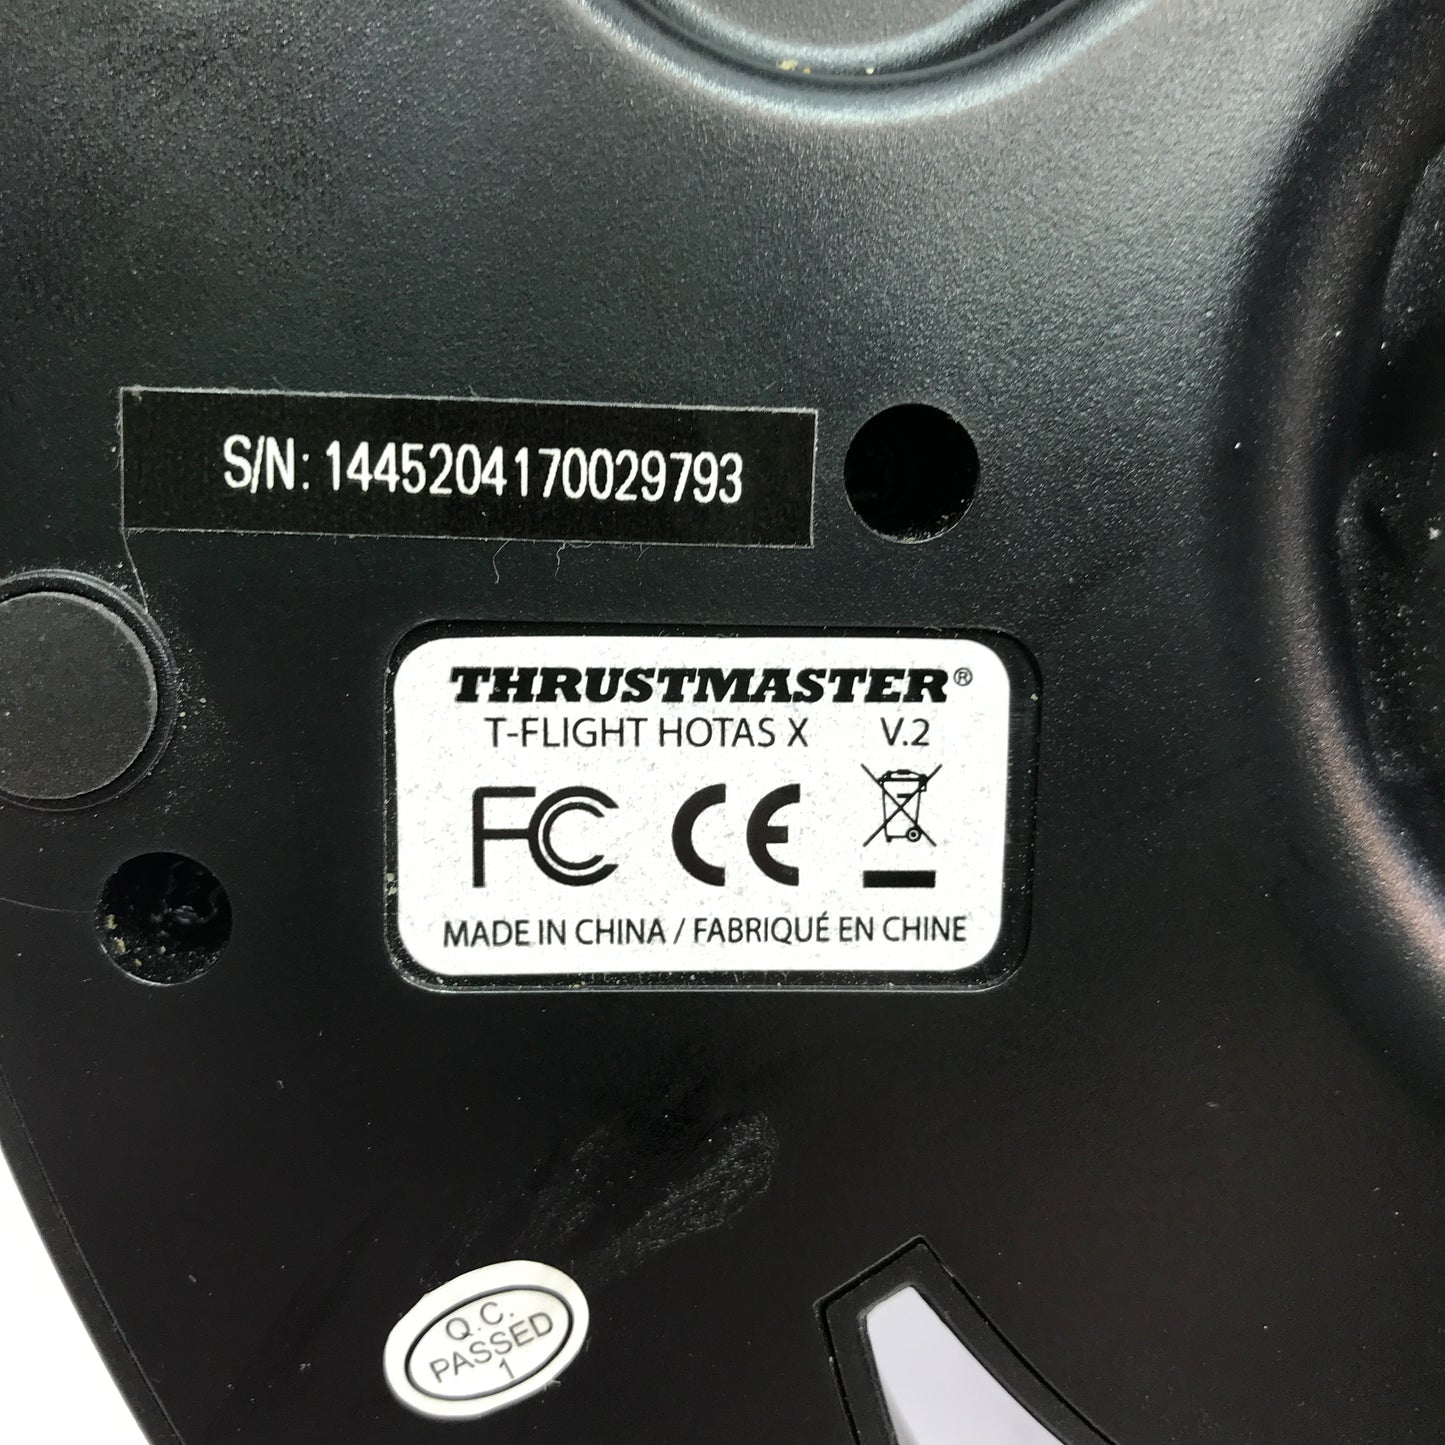 S/N: 1445204170029793
THRUSTMASTER®
T-FLIGHT HOTAS X V.2
FC CE
MADE IN CHINA / FABRIQUÉ EN CHINE
Q.C.
PASSED
1